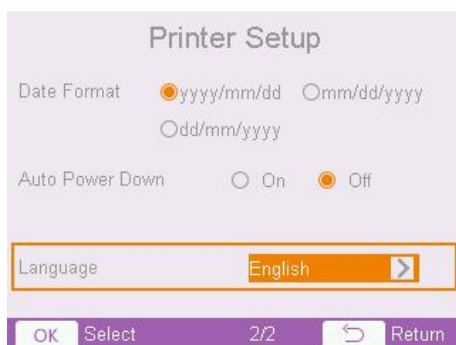 Printer Setup
Date Format yyyy/mm/dd mm/dd/yyyy
dd/mm/yyyy
Auto Power Down On Off
Language English
OK Select 2/2 Return